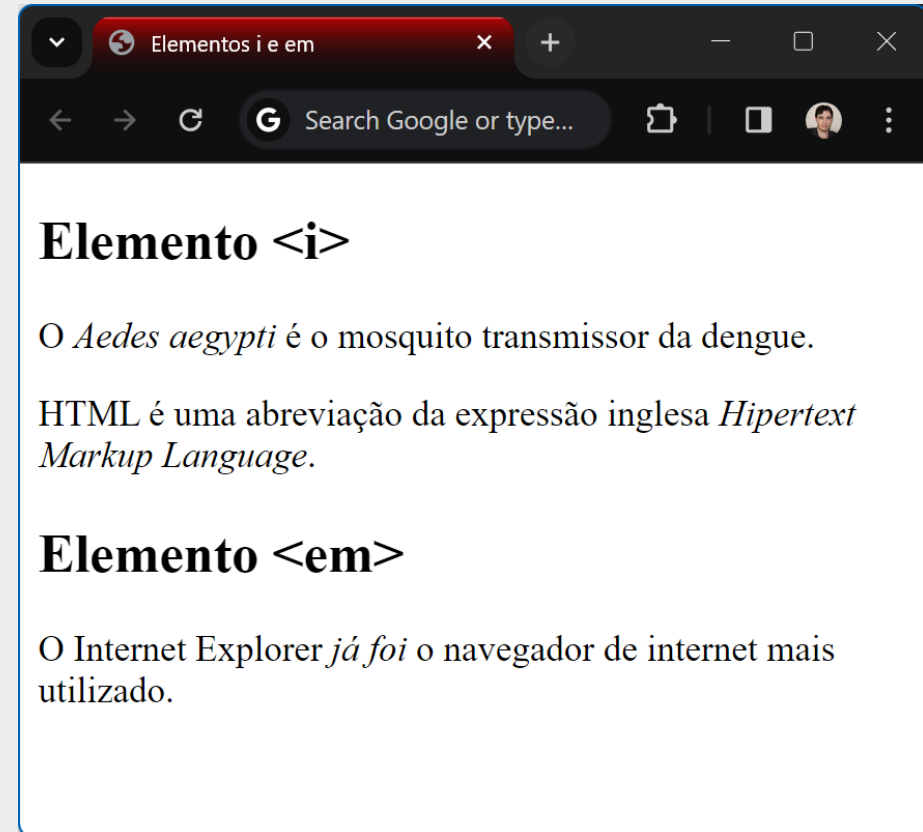 Elementos i e em
G Search Google or type...
Elemento <i>
O Aedes aegypti é o mosquito transmissor da dengue.
HTML é uma abreviação da expressão inglesa Hipertext
Markup Language.
Elemento <em>
O Internet Explorer já foi o navegador de internet mais
utilizado.